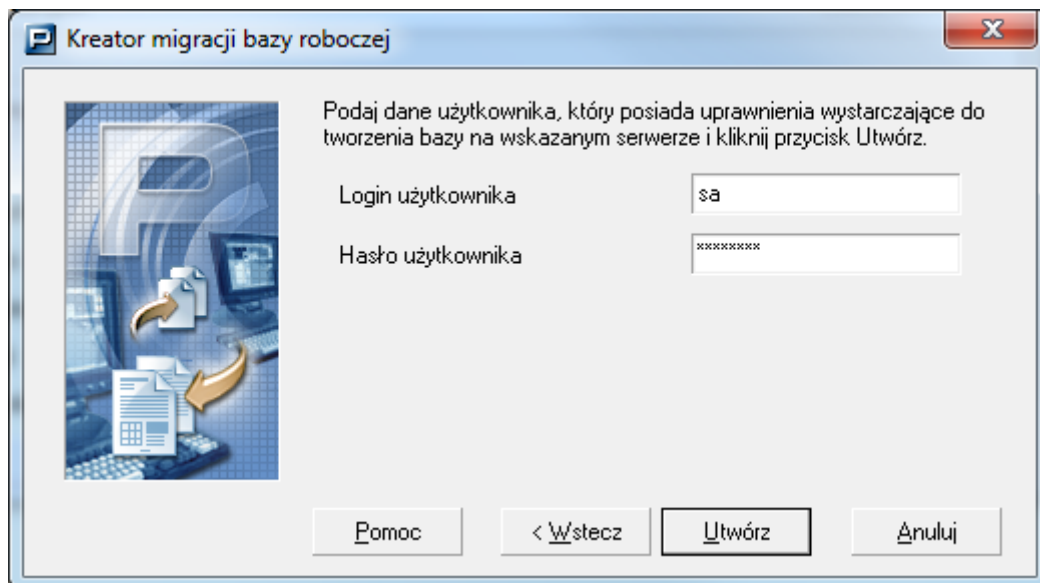 Kreator migracji bazy roboczej
Podaj dane użytkownika, który posiada uprawnienia wystarczające do
tworzenia bazy na wskazanym serwerze i kliknij przycisk Utwórz.
Login użytkownika
sa
Hasło użytkownika
********
Pomoc
< Wstecz
Utwórz
Anuluj